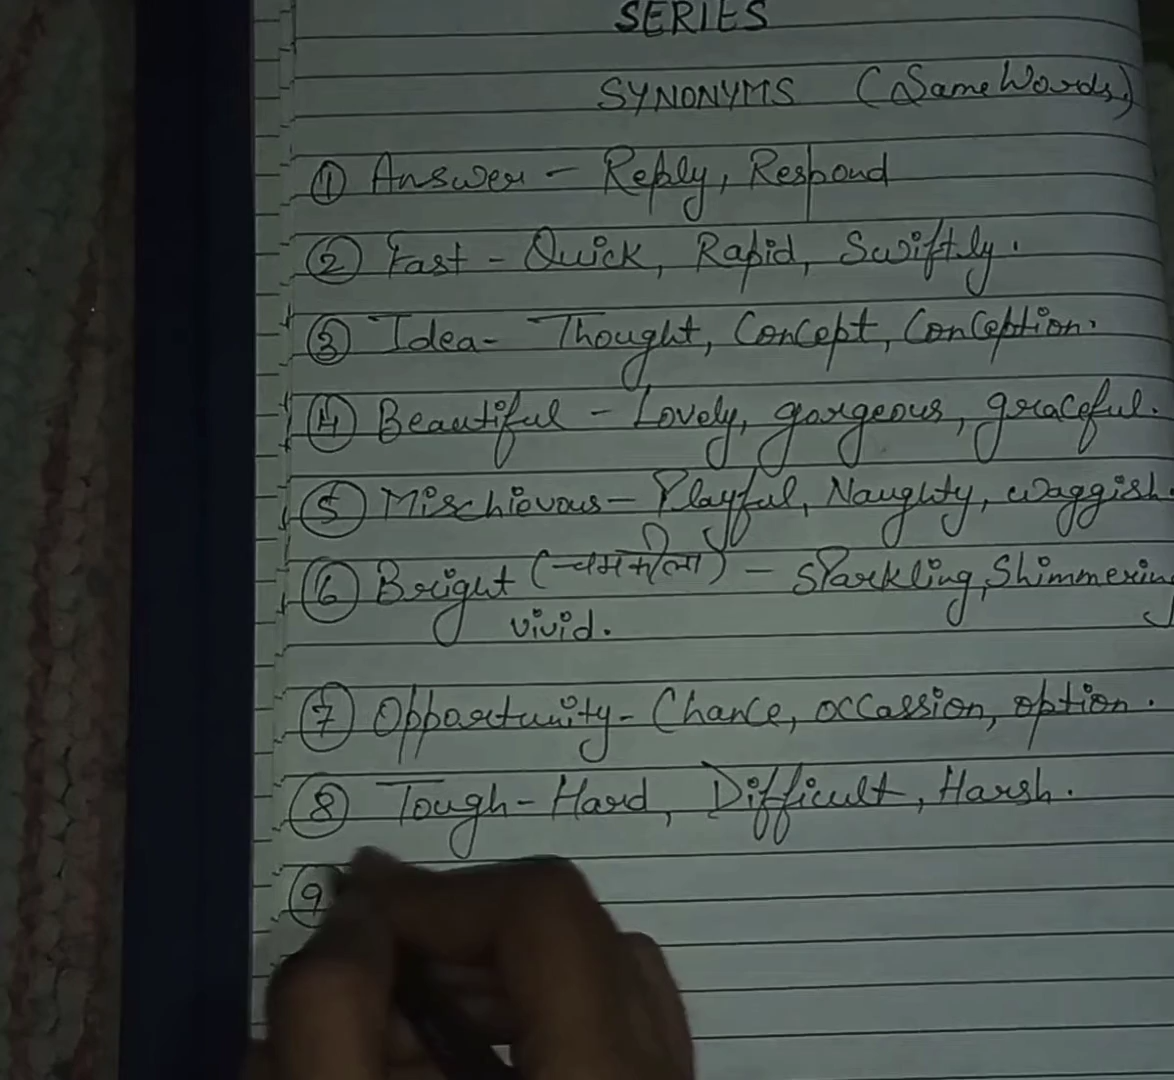 SERIES
SYNONYMS (Same Words)
① Answer - Reply, Respond
② Fast - Quick, Rapid, Swiftly.
③ Idea - Thought, Concept, Conception.
④ Beautiful - Lovely, gorgeous, graceful.
⑤ Mischievous - Playful, Naughty, waggish.
⑥ Bright (चमकीला) - Sparkling, Shimmering
vivid.
⑦ Opportunity - Chance, occassion, option.
⑧ Tough - Hard, Difficult, Harsh.
⑨